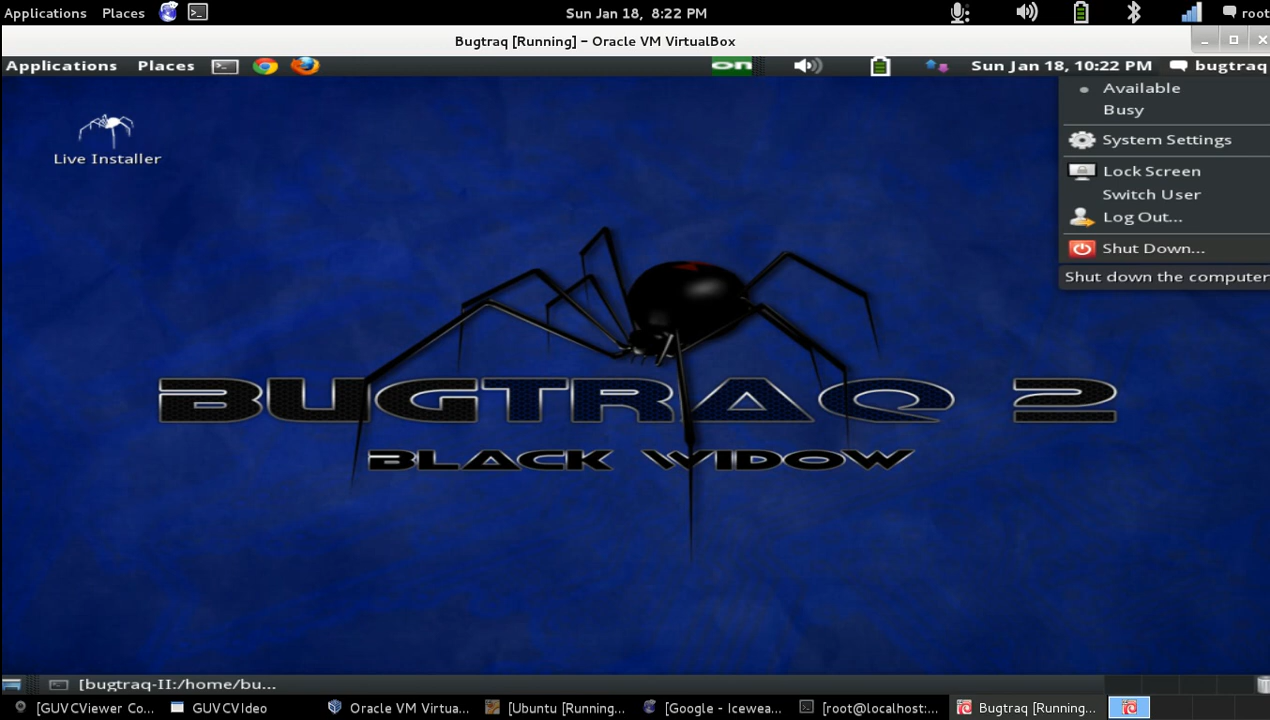 Applications Places Sun Jan 18, 8:22 PM root
Bugtraq [Running] - Oracle VM VirtualBox
Applications Places on Sun Jan 18, 10:22 PM bugtraq
Available
Busy
System Settings
Lock Screen
Switch User
Log Out...
Shut Down...
Shut down the computer
Live Installer
BUGTRAQ 2
BLACK WIDOW
[bugtraq-II:/home/bu...
[GUVCViewer Co... GUVCVIdeo Oracle VM Virtua... [Ubuntu [Running... [Google - Icewea... [root@localhost:... Bugtraq [Running...